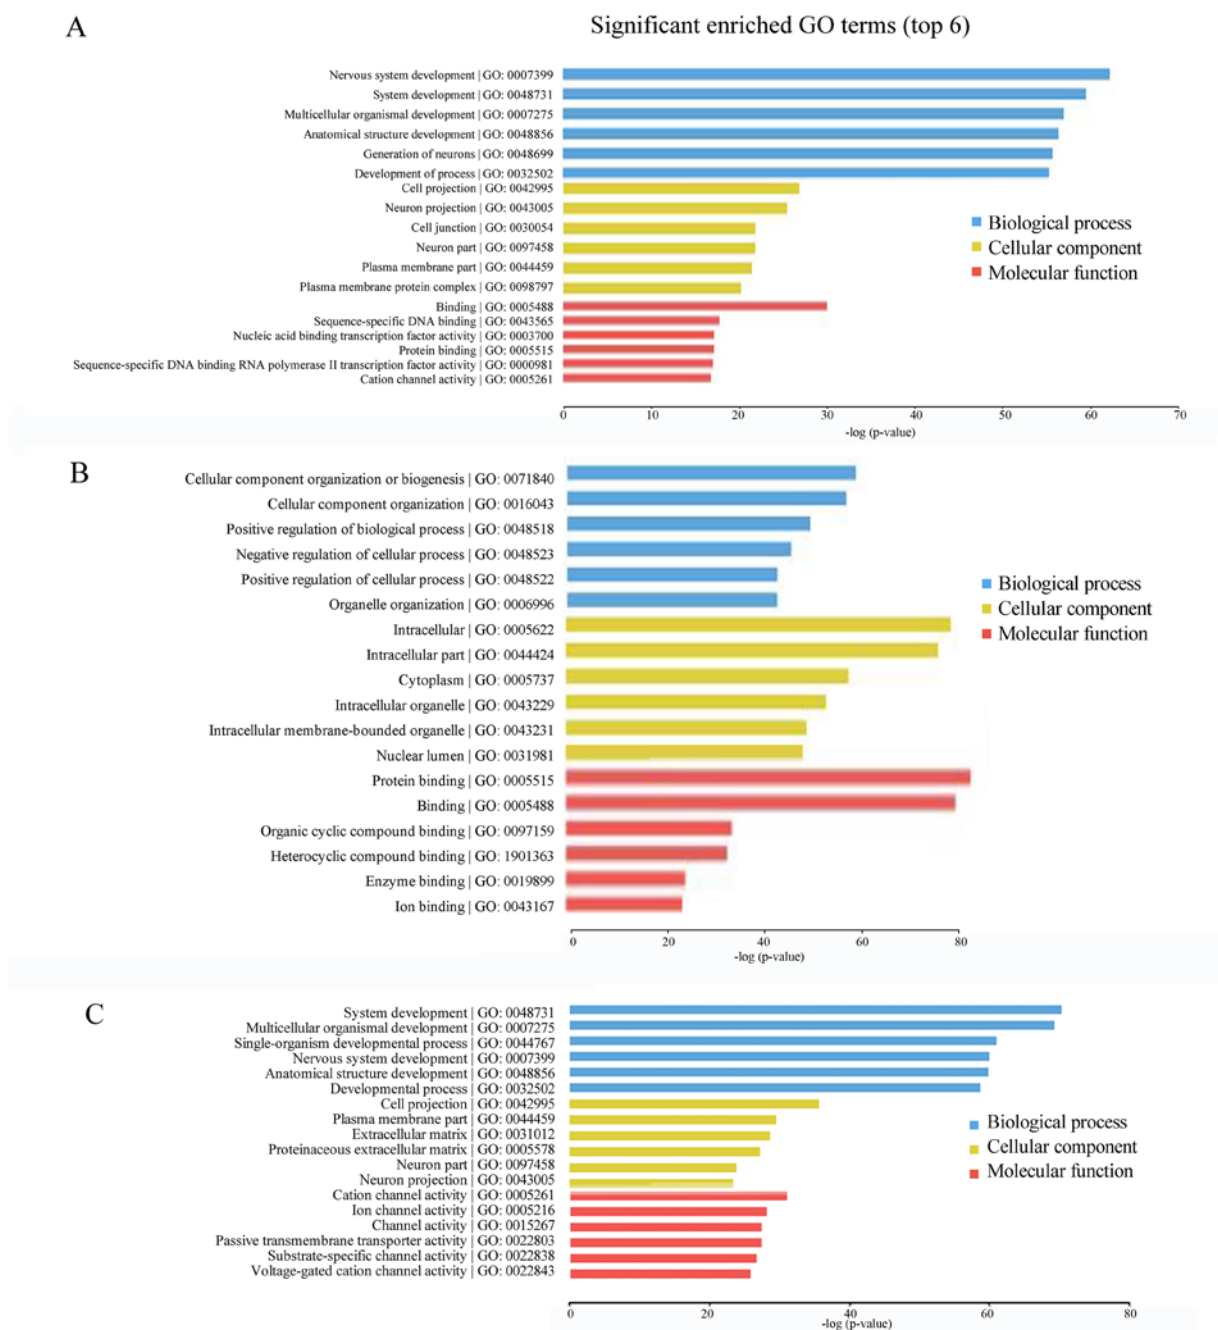 A
Significant enriched GO terms (top 6)
Nervous system development | GO: 0007399
System development | GO: 0048731
Multicellular organismal development | GO: 0007275
Anatomical structure development | GO: 0048856
Generation of neurons | GO: 0048699
Development of process | GO: 0032502
Cell projection | GO: 0042995
Neuron projection | GO: 0043005
Cell junction | GO: 0030054
Neuron part | GO: 0097458
Plasma membrane part | GO: 0044459
Plasma membrane protein complex | GO: 0098797
Binding | GO: 0005488
Sequence-specific DNA binding | GO: 0043565
Nucleic acid binding transcription factor activity | GO: 0003700
Protein binding | GO: 0005515
Sequence-specific DNA binding RNA polymerase II transcription factor activity | GO: 0000981
Cation channel activity | GO: 0005261
Biological process
Cellular component
Molecular function
0 10 20 30 40 50 60 70
-log (p-value)
B
Cellular component organization or biogenesis | GO: 0071840
Cellular component organization | GO: 0016043
Positive regulation of biological process | GO: 0048518
Negative regulation of cellular process | GO: 0048523
Positive regulation of cellular process | GO: 0048522
Organelle organization | GO: 0006996
Intracellular | GO: 0005622
Intracellular part | GO: 0044424
Cytoplasm | GO: 0005737
Intracellular organelle | GO: 0043229
Intracellular membrane-bounded organelle | GO: 0043231
Nuclear lumen | GO: 0031981
Protein binding | GO: 0005515
Binding | GO: 0005488
Organic cyclic compound binding | GO: 0097159
Heterocyclic compound binding | GO: 1901363
Enzyme binding | GO: 0019899
Ion binding | GO: 0043167
Biological process
Cellular component
Molecular function
0 20 40 60 80
-log (p-value)
C
System development | GO: 0048731
Multicellular organismal development | GO: 0007275
Single-organism developmental process | GO: 0044767
Nervous system development | GO: 0007399
Anatomical structure development | GO: 0048856
Developmental process | GO: 0032502
Cell projection | GO: 0042995
Plasma membrane part | GO: 0044459
Extracellular matrix | GO: 0031012
Proteinaceous extracellular matrix | GO: 0005578
Neuron part | GO: 0097458
Neuron projection | GO: 0043005
Cation channel activity | GO: 0005261
Ion channel activity | GO: 0005216
Channel activity | GO: 0015267
Passive transmembrane transporter activity | GO: 0022803
Substrate-specific channel activity | GO: 0022838
Voltage-gated cation channel activity | GO: 0022843
Biological process
Cellular component
Molecular function
0 20 40 60 80
-log (p-value)